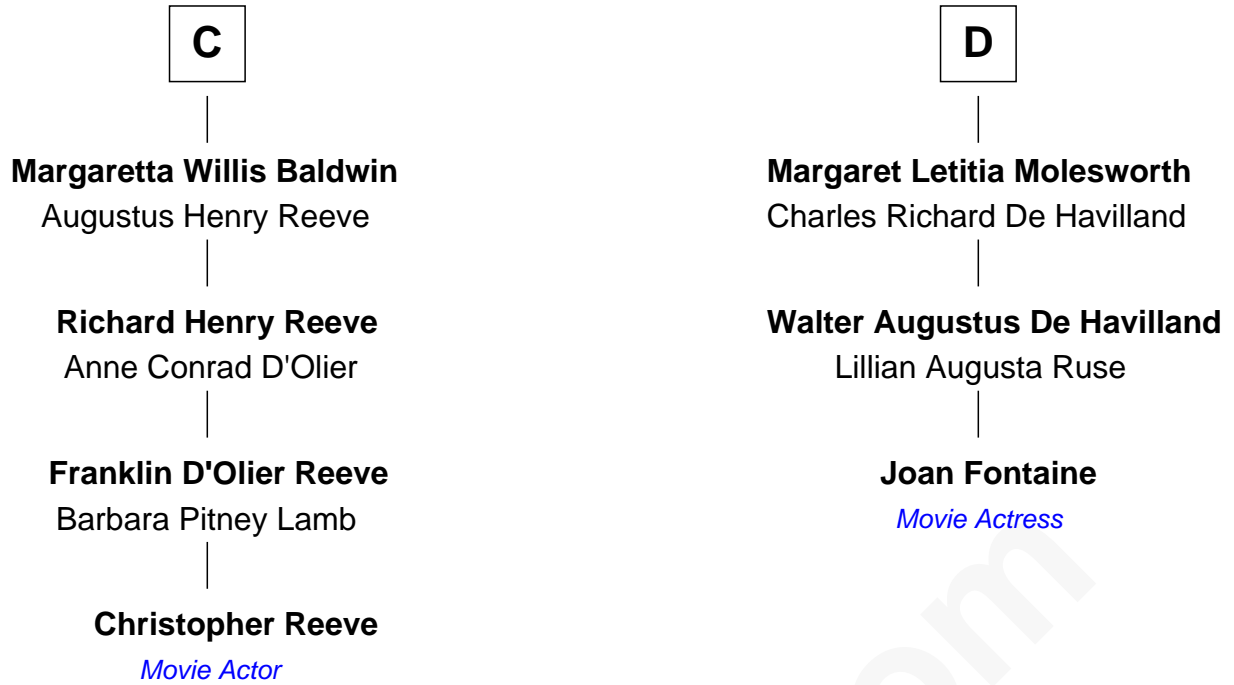 C
Margaretta Willis Baldwin
Augustus Henry Reeve
Richard Henry Reeve
Anne Conrad D'Olier
Franklin D'Olier Reeve
Barbara Pitney Lamb
Christopher Reeve
Movie Actor
D
Margaret Letitia Molesworth
Charles Richard De Havilland
Walter Augustus De Havilland
Lillian Augusta Ruse
Joan Fontaine
Movie Actress
om